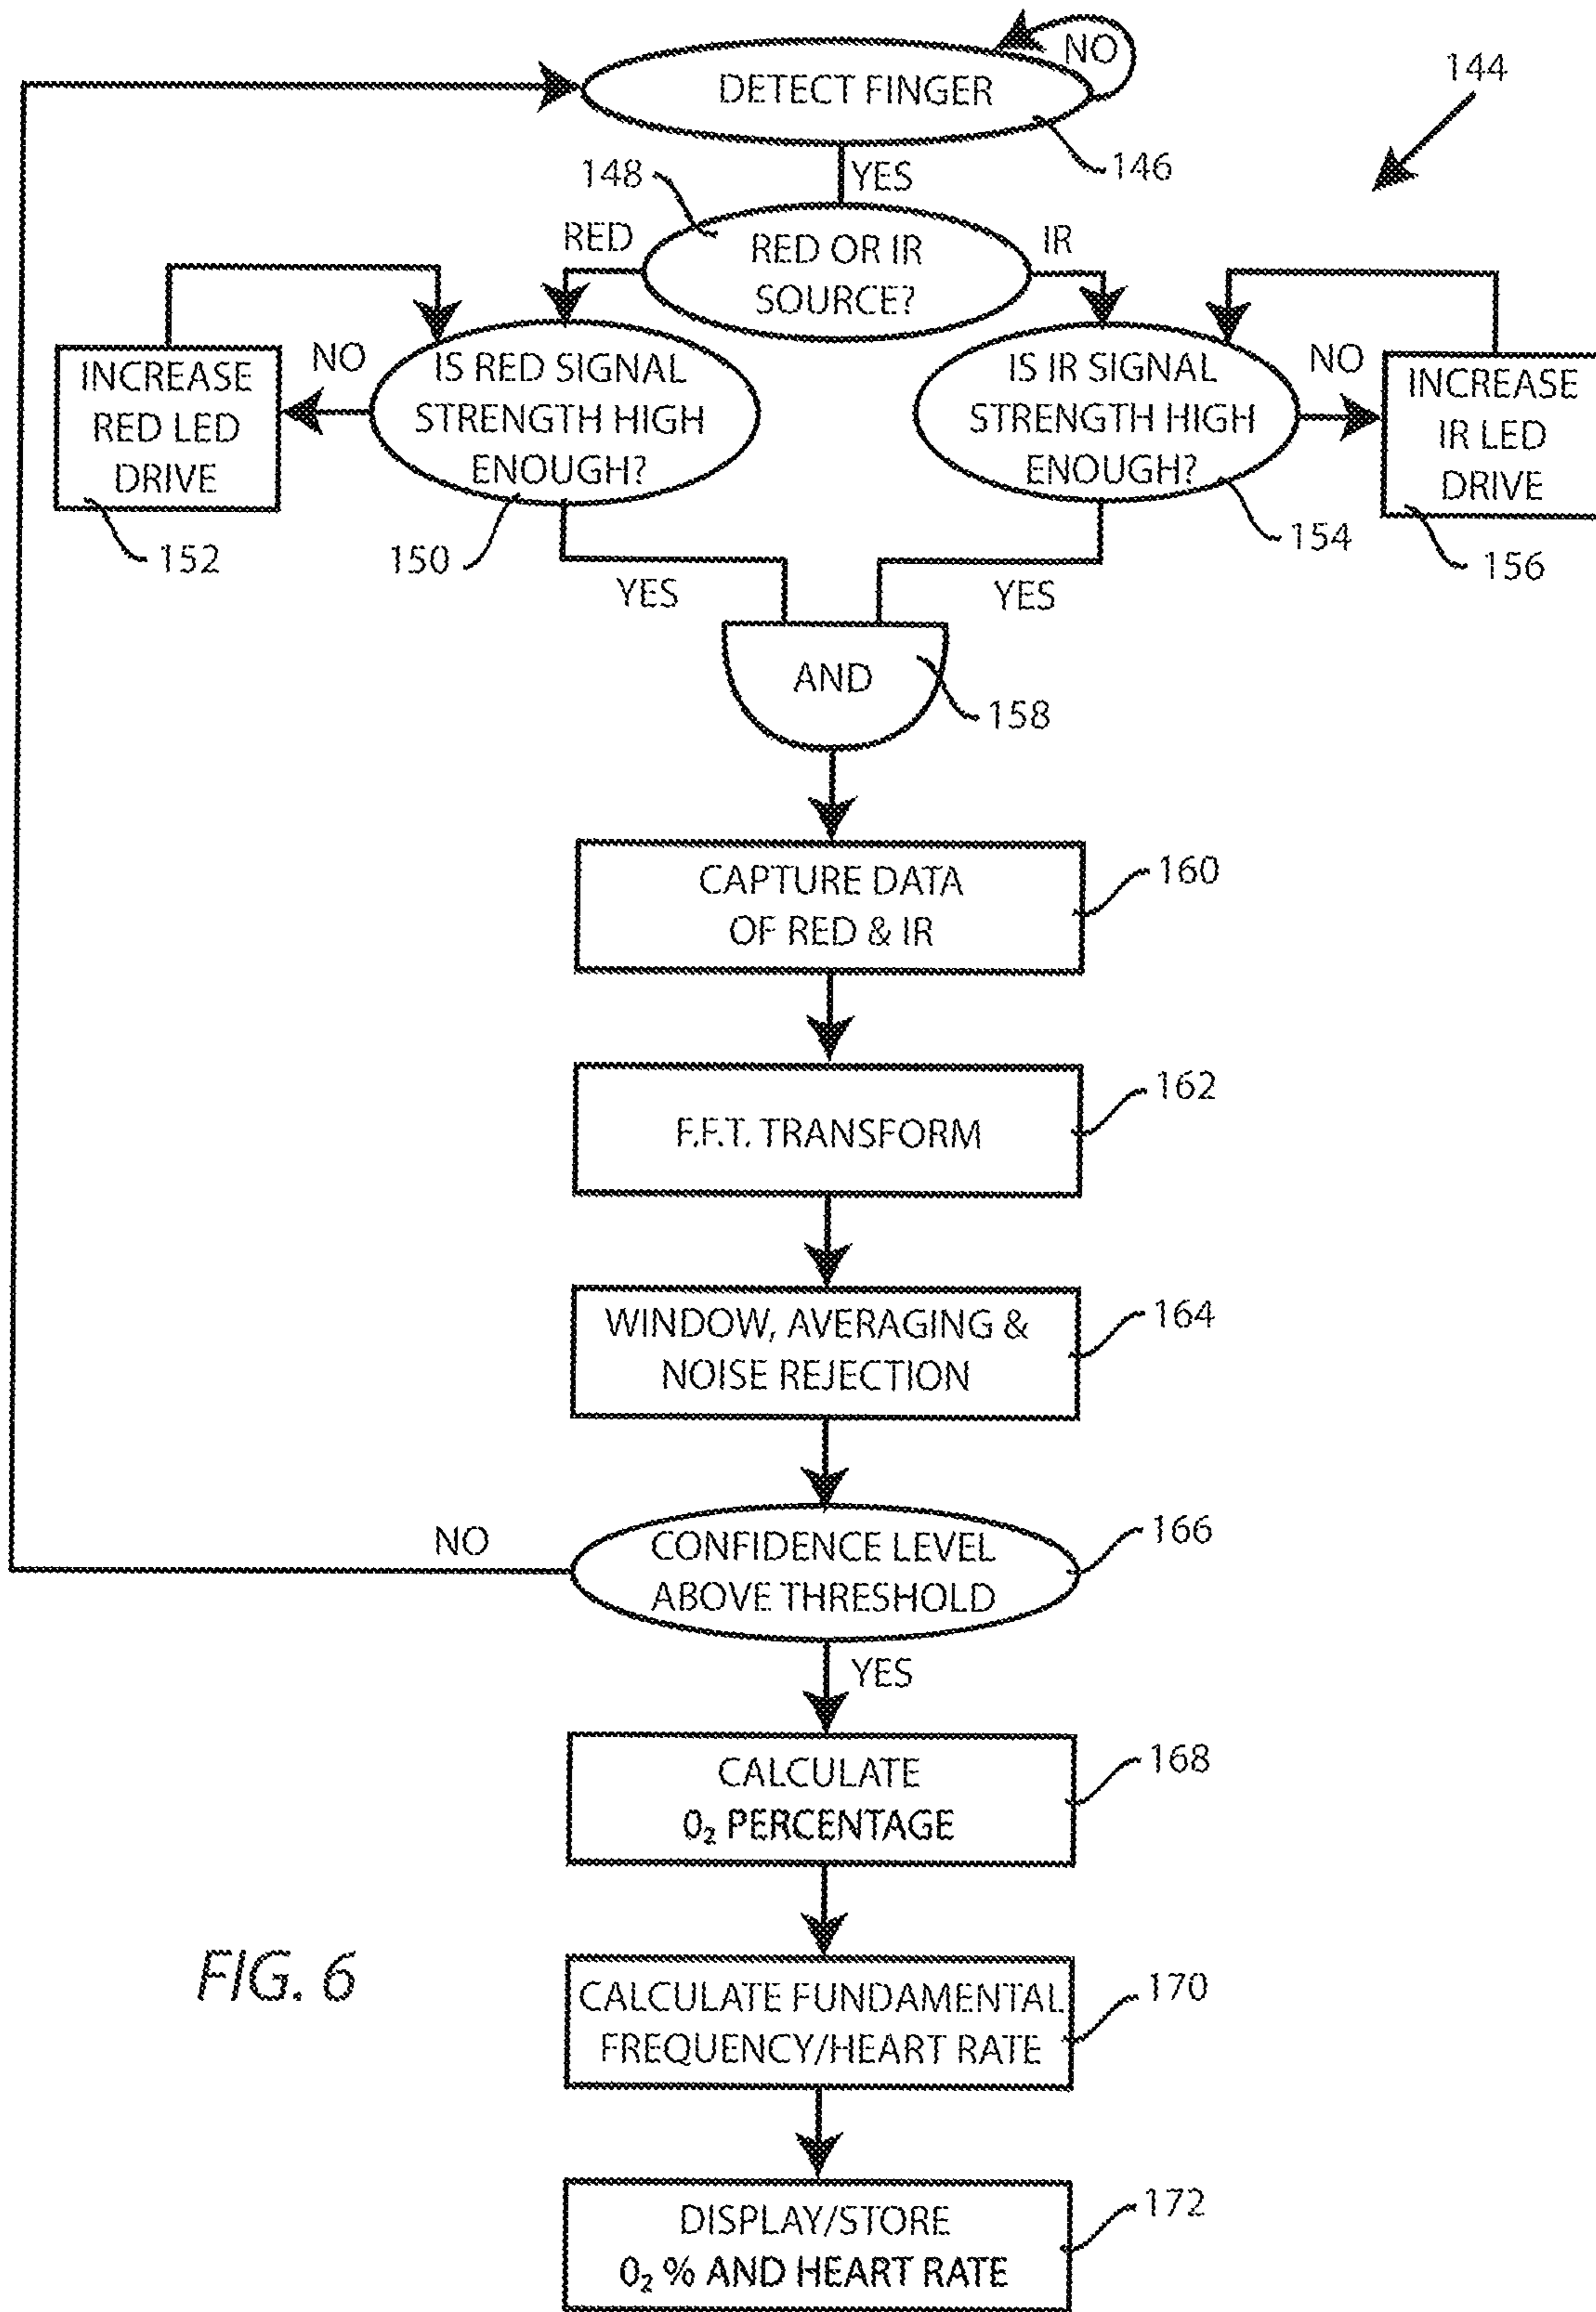 NO
DETECT FINGER
144
146
YES
148
RED
IR
RED OR IR
SOURCE?
NO
IS RED SIGNAL
STRENGTH HIGH
ENOUGH?
INCREASE
RED LED
DRIVE
IS IR SIGNAL
STRENGTH HIGH
ENOUGH?
NO
INCREASE
IR LED
DRIVE
152
150
154
156
YES
YES
AND
158
CAPTURE DATA
OF RED & IR
160
F.F.T. TRANSFORM
162
WINDOW, AVERAGING &
NOISE REJECTION
164
NO
CONFIDENCE LEVEL
ABOVE THRESHOLD
166
YES
CALCULATE
0₂ PERCENTAGE
168
FIG. 6
CALCULATE FUNDAMENTAL
FREQUENCY/HEART RATE
170
DISPLAY/STORE
0₂ % AND HEART RATE
172